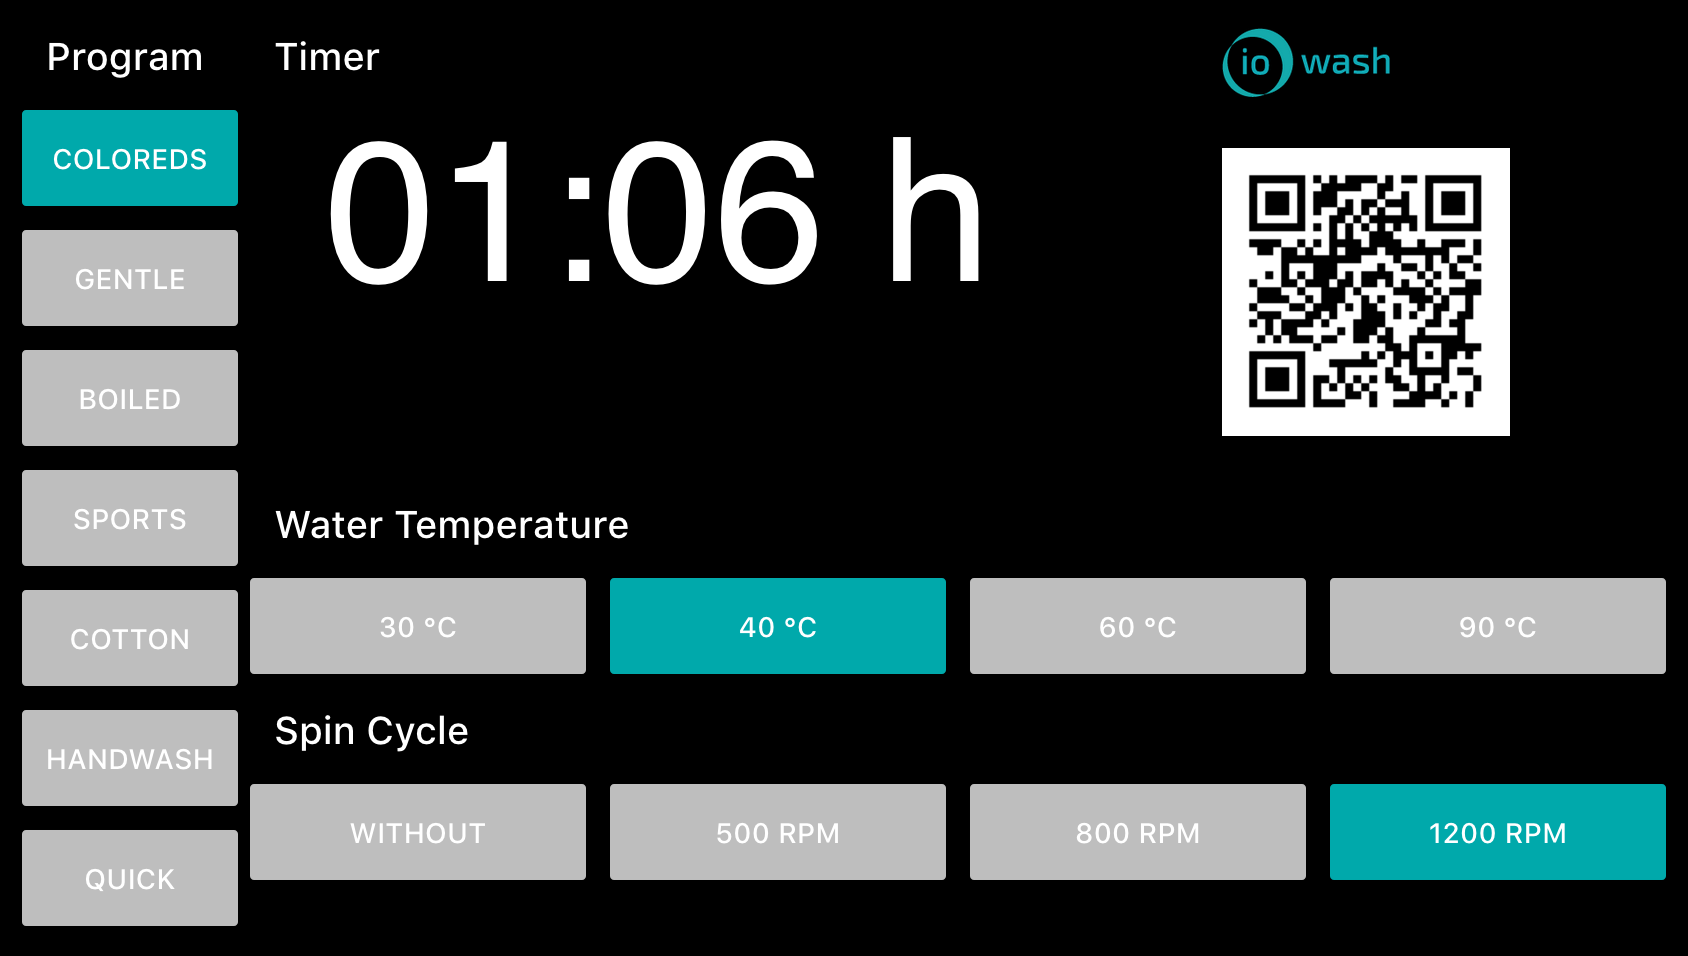 Program
COLOREDS
GENTLE
BOILED
SPORTS
COTTON
HANDWASH
QUICK
Timer
01:06 h
io wash
Water Temperature
30 °C
40 °C
60 °C
90 °C
Spin Cycle
WITHOUT
500 RPM
800 RPM
1200 RPM